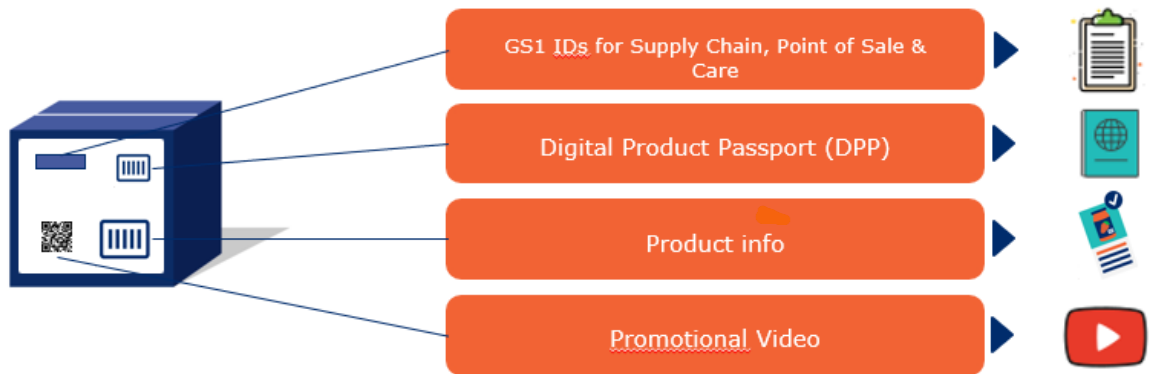 GS1 IDs for Supply Chain, Point of Sale &
Care
Digital Product Passport (DPP)
Product info
Promotional Video